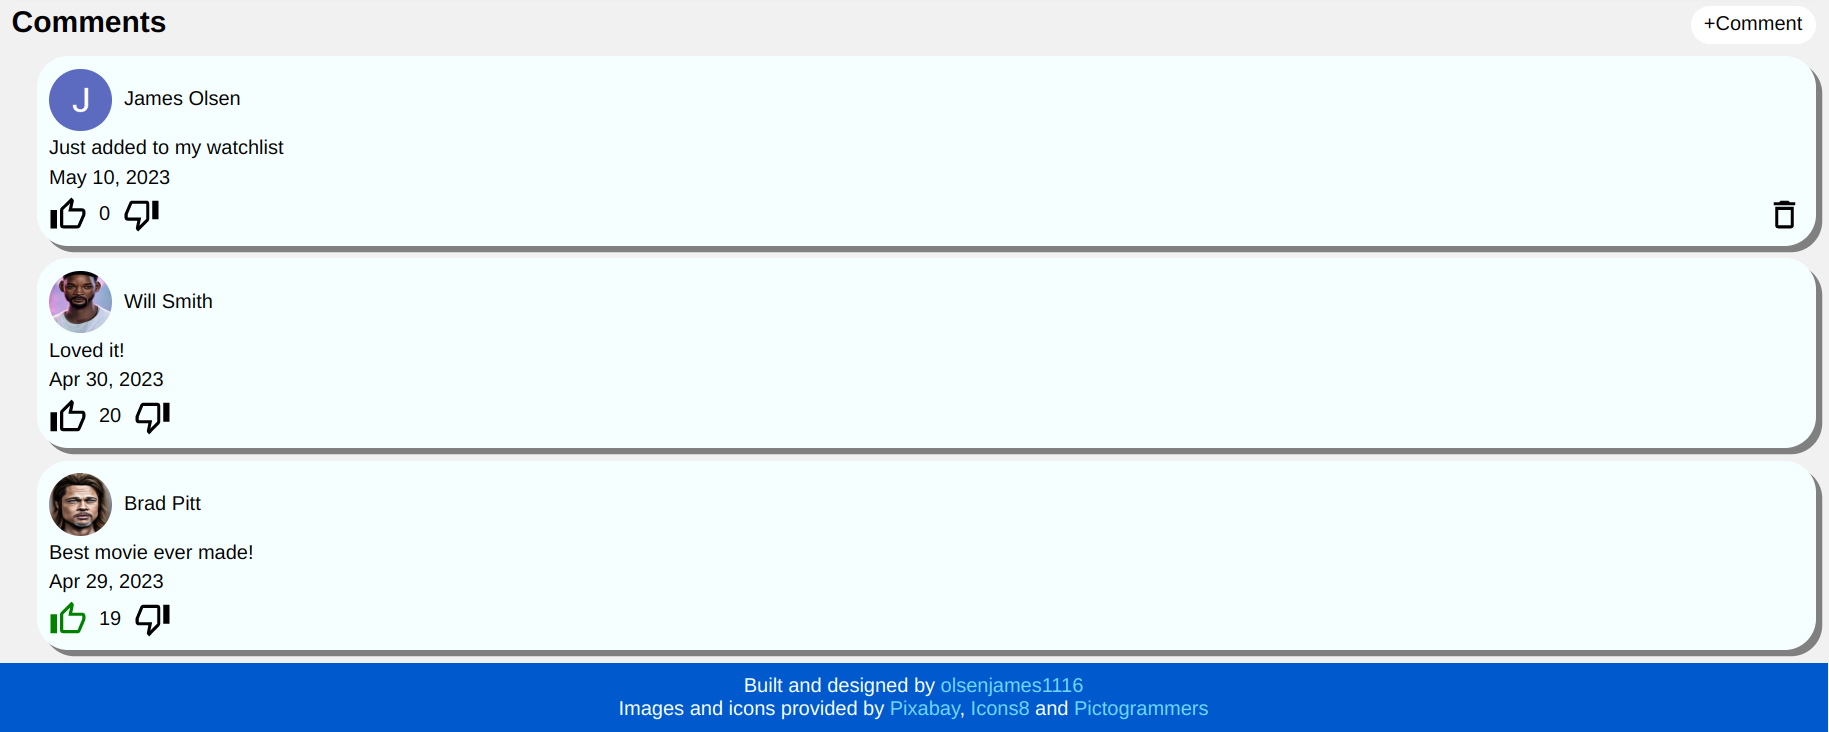 Comments
+Comment
J
James Olsen
Just added to my watchlist
May 10, 2023
0
Will Smith
Loved it!
Apr 30, 2023
20
Brad Pitt
Best movie ever made!
Apr 29, 2023
19
Built and designed by olsenjames1116
Images and icons provided by Pixabay, Icons8 and Pictogrammers